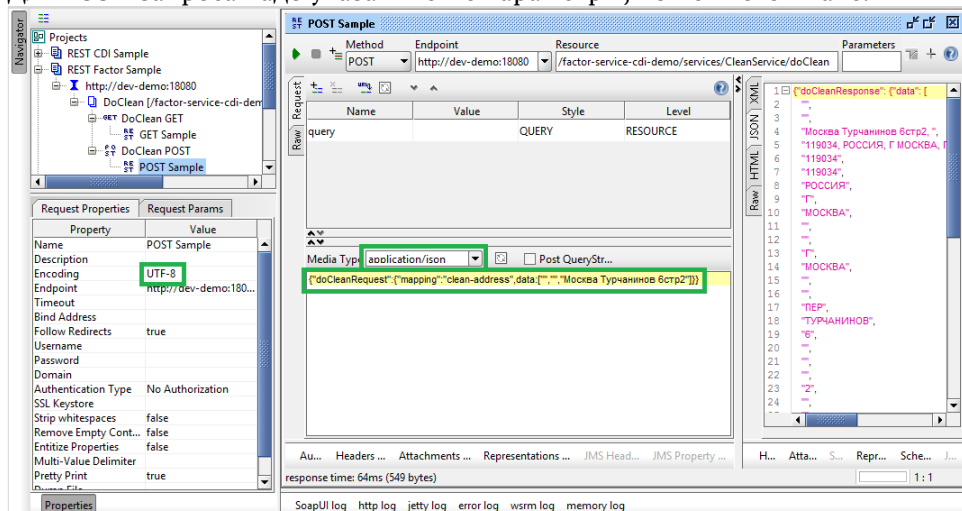 Navigator
Projects
REST CDI Sample
REST Factor Sample
http://dev-demo:18080
DoClean [/factor-service-cdi-dem
GET DoClean GET
REST GET Sample
POST DoClean POST
REST POST Sample
Request Properties Request Params
Property Value
Name POST Sample
Description
Encoding UTF-8
Endpoint http://dev-demo:180...
Timeout
Bind Address
Follow Redirects true
Username
Password
Domain
Authentication Type No Authorization
SSL Keystore
Strip whitespaces false
Remove Empty Cont... false
Entitize Properties false
Multi-Value Delimiter
Pretty Print true
Properties
REST POST Sample
Method Endpoint Resource Parameters
POST http://dev-demo:18080 /factor-service-cdi-demo/services/CleanService/doClean
Request
Raw
Name Value Style Level
query QUERY RESOURCE
Media Type application/json Post QueryStr...
{"doCleanRequest":{"mapping":"clean-address",data:["","","Москва Турчанинов 6стр2"]}}
Au... Headers ... Attachments ... Representations ... JMS Head... JMS Property ...
response time: 64ms (549 bytes)
XML
JSON
HTML
Raw
1 {"doCleanResponse": {"data": [
2 "",
3 "",
4 "Москва Турчанинов 6стр2, ",
5 "119034, РОССИЯ, Г МОСКВА, П
6 "119034",
7 "119034",
8 "РОССИЯ",
9 "Г",
10 "МОСКВА",
11 "",
12 "",
13 "Г",
14 "МОСКВА",
15 "",
16 "",
17 "ПЕР",
18 "ТУРЧАНИНОВ",
19 "6",
20 "",
21 "",
22 "",
23 "2",
24 "",
H... Atta... S... Repr... Sche... J...
1 : 1
SoapUI log http log jetty log error log wsrm log memory log